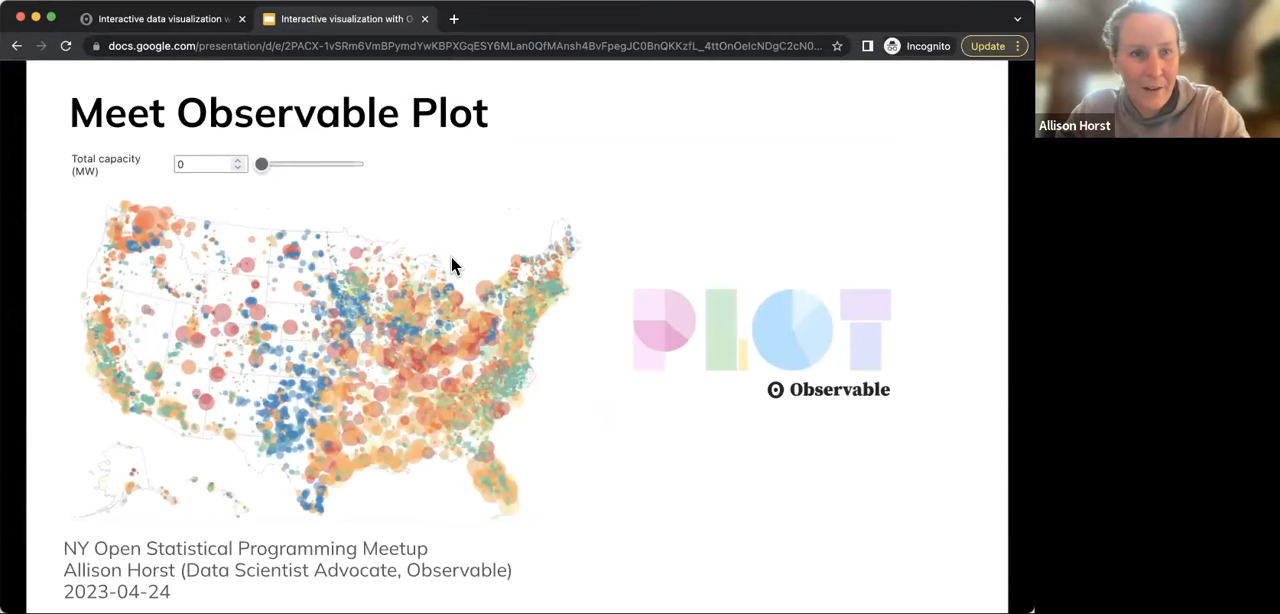 Interactive data visualization w
Interactive visualization with O
docs.google.com/presentation/d/e/2PACX-1vSRm6VmBPymdYwKBPXGqESY6MLan0QfMAnsh4BvFpegJC0BnQKKzfL_4ttOnOelcNDgC2cN0...
Incognito
Update
Allison Horst
Meet Observable Plot
Total capacity
(MW)
0
PLOT
Observable
NY Open Statistical Programming Meetup
Allison Horst (Data Scientist Advocate, Observable)
2023-04-24